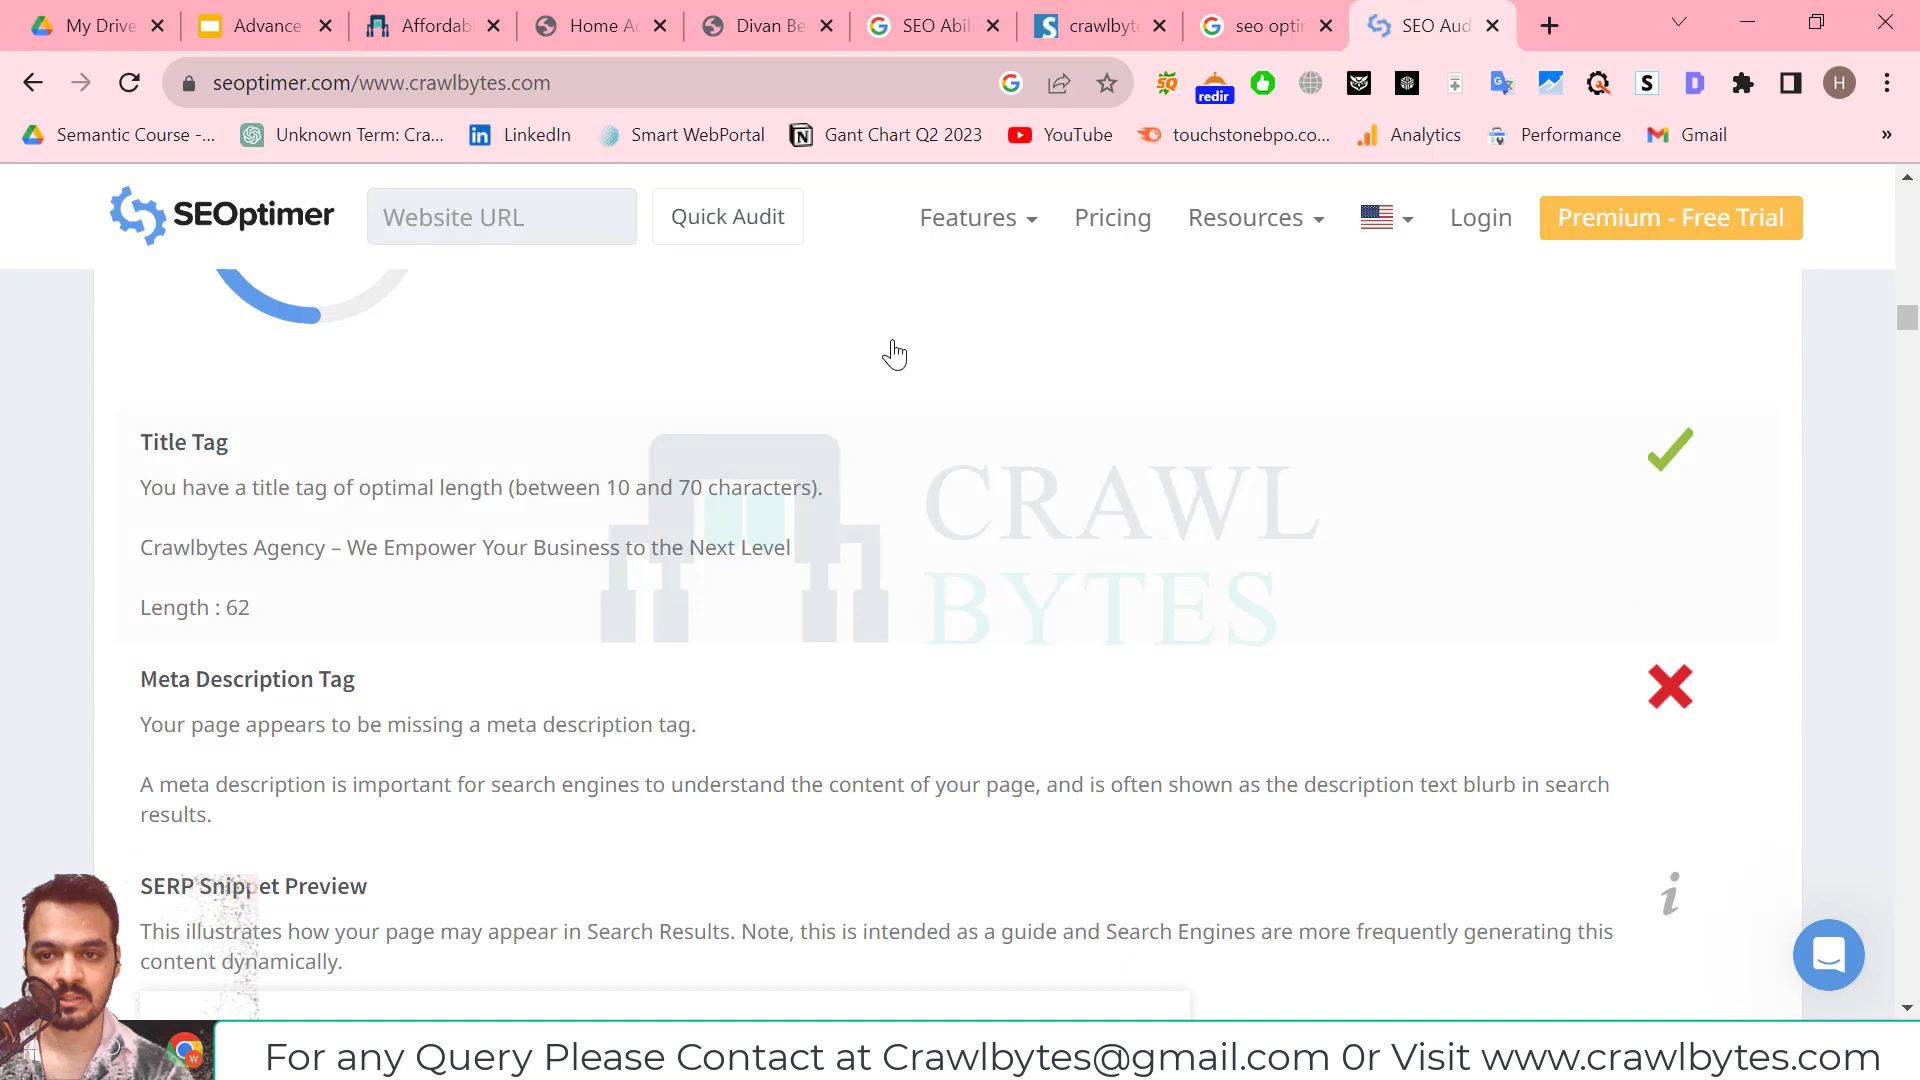 My Drive
Advance
Affordab
Home Ac
Divan Be
SEO Abil
crawlbyt
seo opti
SEO Aud
seoptimer.com/www.crawlbytes.com
SQ
redir
S
D
H
Semantic Course -...
Unknown Term: Cra...
LinkedIn
Smart WebPortal
Gant Chart Q2 2023
YouTube
touchstonebpo.co...
Analytics
Performance
Gmail
»
SEOptimer
Website URL
Quick Audit
Features
Pricing
Resources
Login
Premium - Free Trial
Title Tag
You have a title tag of optimal length (between 10 and 70 characters).
Crawlbytes Agency – We Empower Your Business to the Next Level
Length : 62
CRAWL
BYTES
Meta Description Tag
Your page appears to be missing a meta description tag.
A meta description is important for search engines to understand the content of your page, and is often shown as the description text blurb in search
results.
SERP Snippet Preview
This illustrates how your page may appear in Search Results. Note, this is intended as a guide and Search Engines are more frequently generating this
content dynamically.
For any Query Please Contact at Crawlbytes@gmail.com 0r Visit www.crawlbytes.com